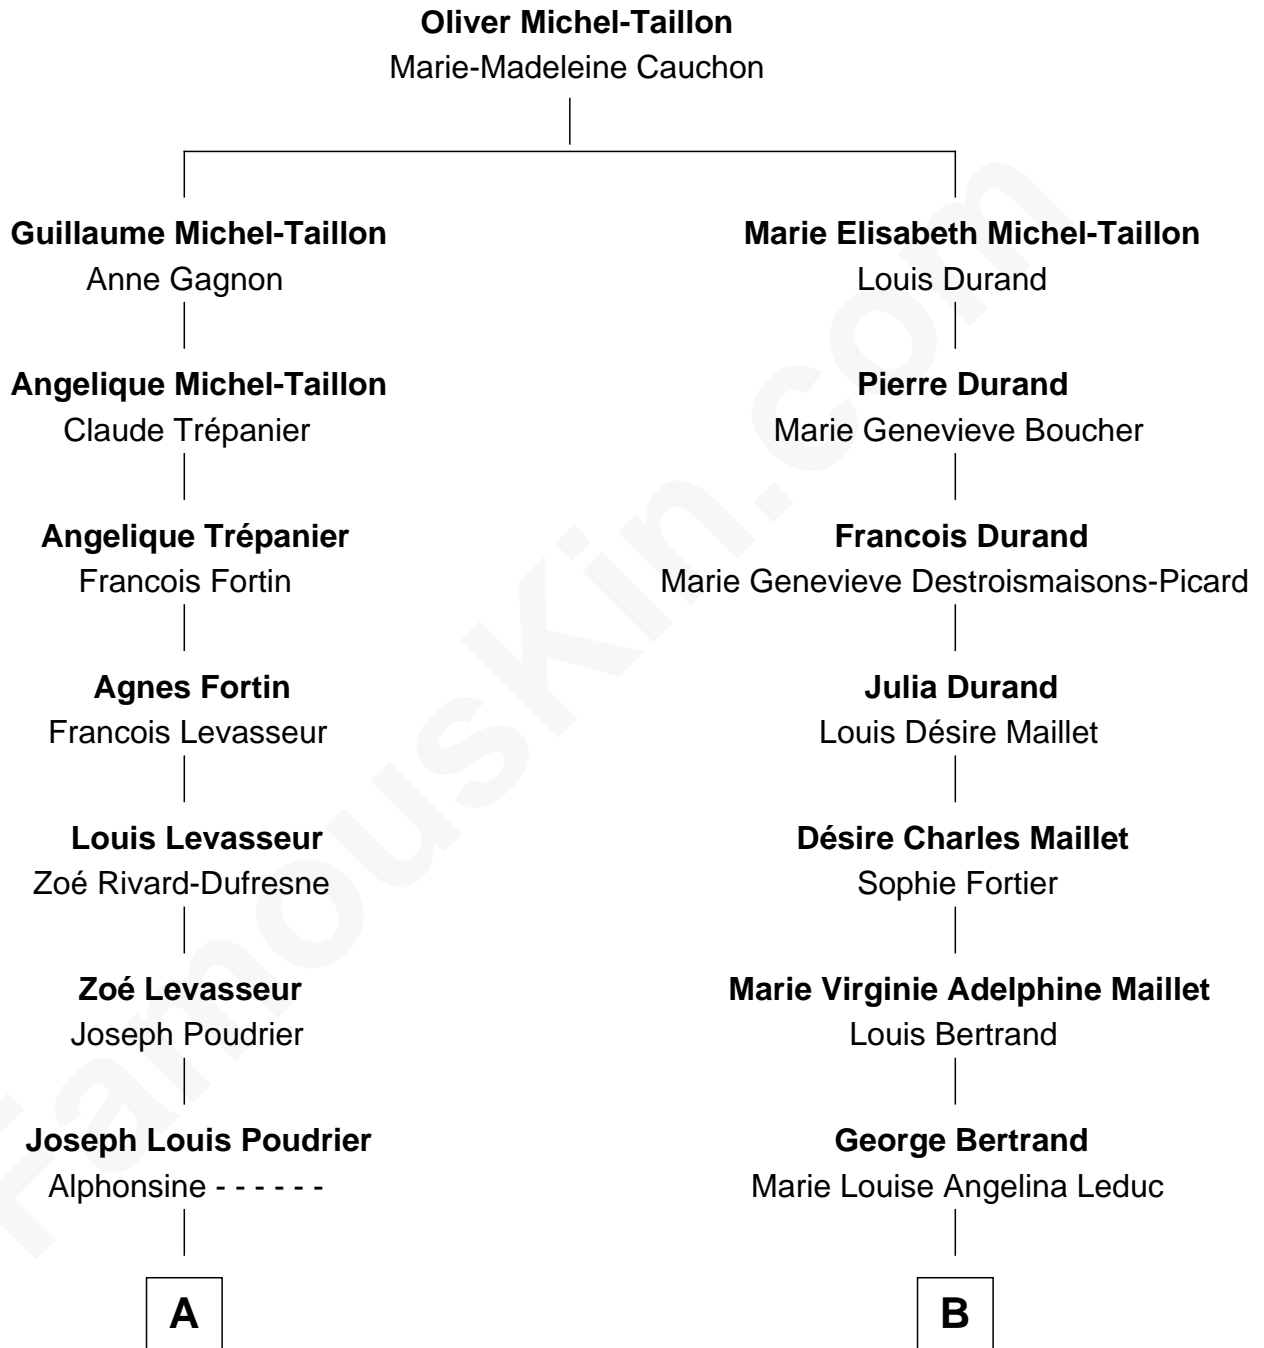 Oliver Michel-Taillon
Marie-Madeleine Cauchon
Guillaume Michel-Taillon
Anne Gagnon
Marie Elisabeth Michel-Taillon
Louis Durand
Angelique Michel-Taillon
Claude Trépanier
Pierre Durand
Marie Genevieve Boucher
Angelique Trépanier
Francois Fortin
Francois Durand
Marie Genevieve Destroismaisons-Picard
Agnes Fortin
Francois Levasseur
Julia Durand
Louis Désire Maillet
Louis Levasseur
Zoé Rivard-Dufresne
Désire Charles Maillet
Sophie Fortier
Zoé Levasseur
Joseph Poudrier
Marie Virginie Adelphine Maillet
Louis Bertrand
Joseph Louis Poudrier
Alphonsine - - - - - -
George Bertrand
Marie Louise Angelina Leduc
A
B
FamousKin.com